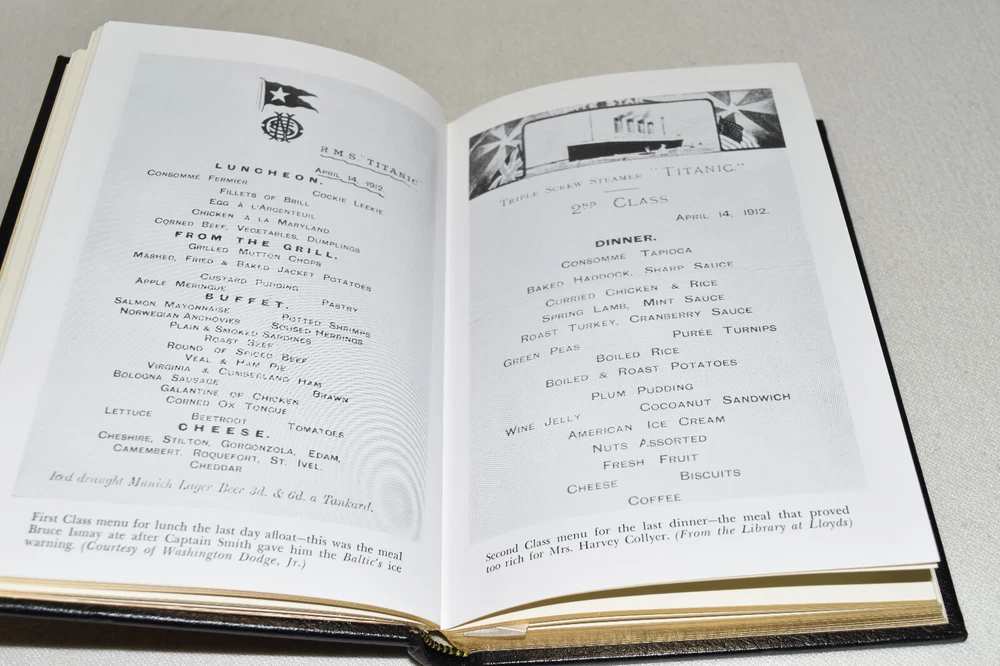 R.M.S. "TITANIC"
APRIL 14, 1912.
LUNCHEON.
CONSOMMÉ FERMIER COCKIE LEEKIE
FILLETS OF BRILL
EGG À L'ARGENTEUIL
CHICKEN À LA MARYLAND
CORNED BEEF, VEGETABLES, DUMPLINGS
FROM THE GRILL.
GRILLED MUTTON CHOPS
MASHED, FRIED & BAKED JACKET POTATOES
CUSTARD PUDDING
APPLE MERINGUE PASTRY
BUFFET.
SALMON MAYONNAISE POTTED SHRIMPS
NORWEGIAN ANCHOVIES SOUSED HERRINGS
PLAIN & SMOKED SARDINES
ROAST BEEF
ROUND OF SPICED BEEF
VEAL & HAM PIE
VIRGINIA & CUMBERLAND HAM
BOLOGNA SAUSAGE BRAWN
GALANTINE OF CHICKEN
CORNED OX TONGUE
LETTUCE BEETROOT TOMATOES
CHEESE.
CHESHIRE, STILTON, GORGONZOLA, EDAM,
CAMEMBERT, ROQUEFORT, ST. IVEL.
CHEDDAR
Iced draught Munich Lager Beer 3d. & 6d. a Tankard.
First Class menu for lunch the last day afloat—this was the meal
Bruce Ismay ate after Captain Smith gave him the Baltic's ice
warning. (Courtesy of Washington Dodge, Jr.)
WHITE STAR
TRIPLE SCREW STEAMER "TITANIC."
2ND. CLASS
APRIL 14, 1912.
DINNER.
CONSOMME TAPIOCA
BAKED HADDOCK, SHARP SAUCE
CURRIED CHICKEN & RICE
SPRING LAMB, MINT SAUCE
ROAST TURKEY, CRANBERRY SAUCE
GREEN PEAS PURÉE TURNIPS
BOILED RICE
BOILED & ROAST POTATOES
PLUM PUDDING
WINE JELLY COCOANUT SANDWICH
AMERICAN ICE CREAM
NUTS ASSORTED
FRESH FRUIT
CHEESE BISCUITS
COFFEE
Second Class menu for the last dinner—the meal that proved
too rich for Mrs. Harvey Collyer. (From the Library at Lloyds)